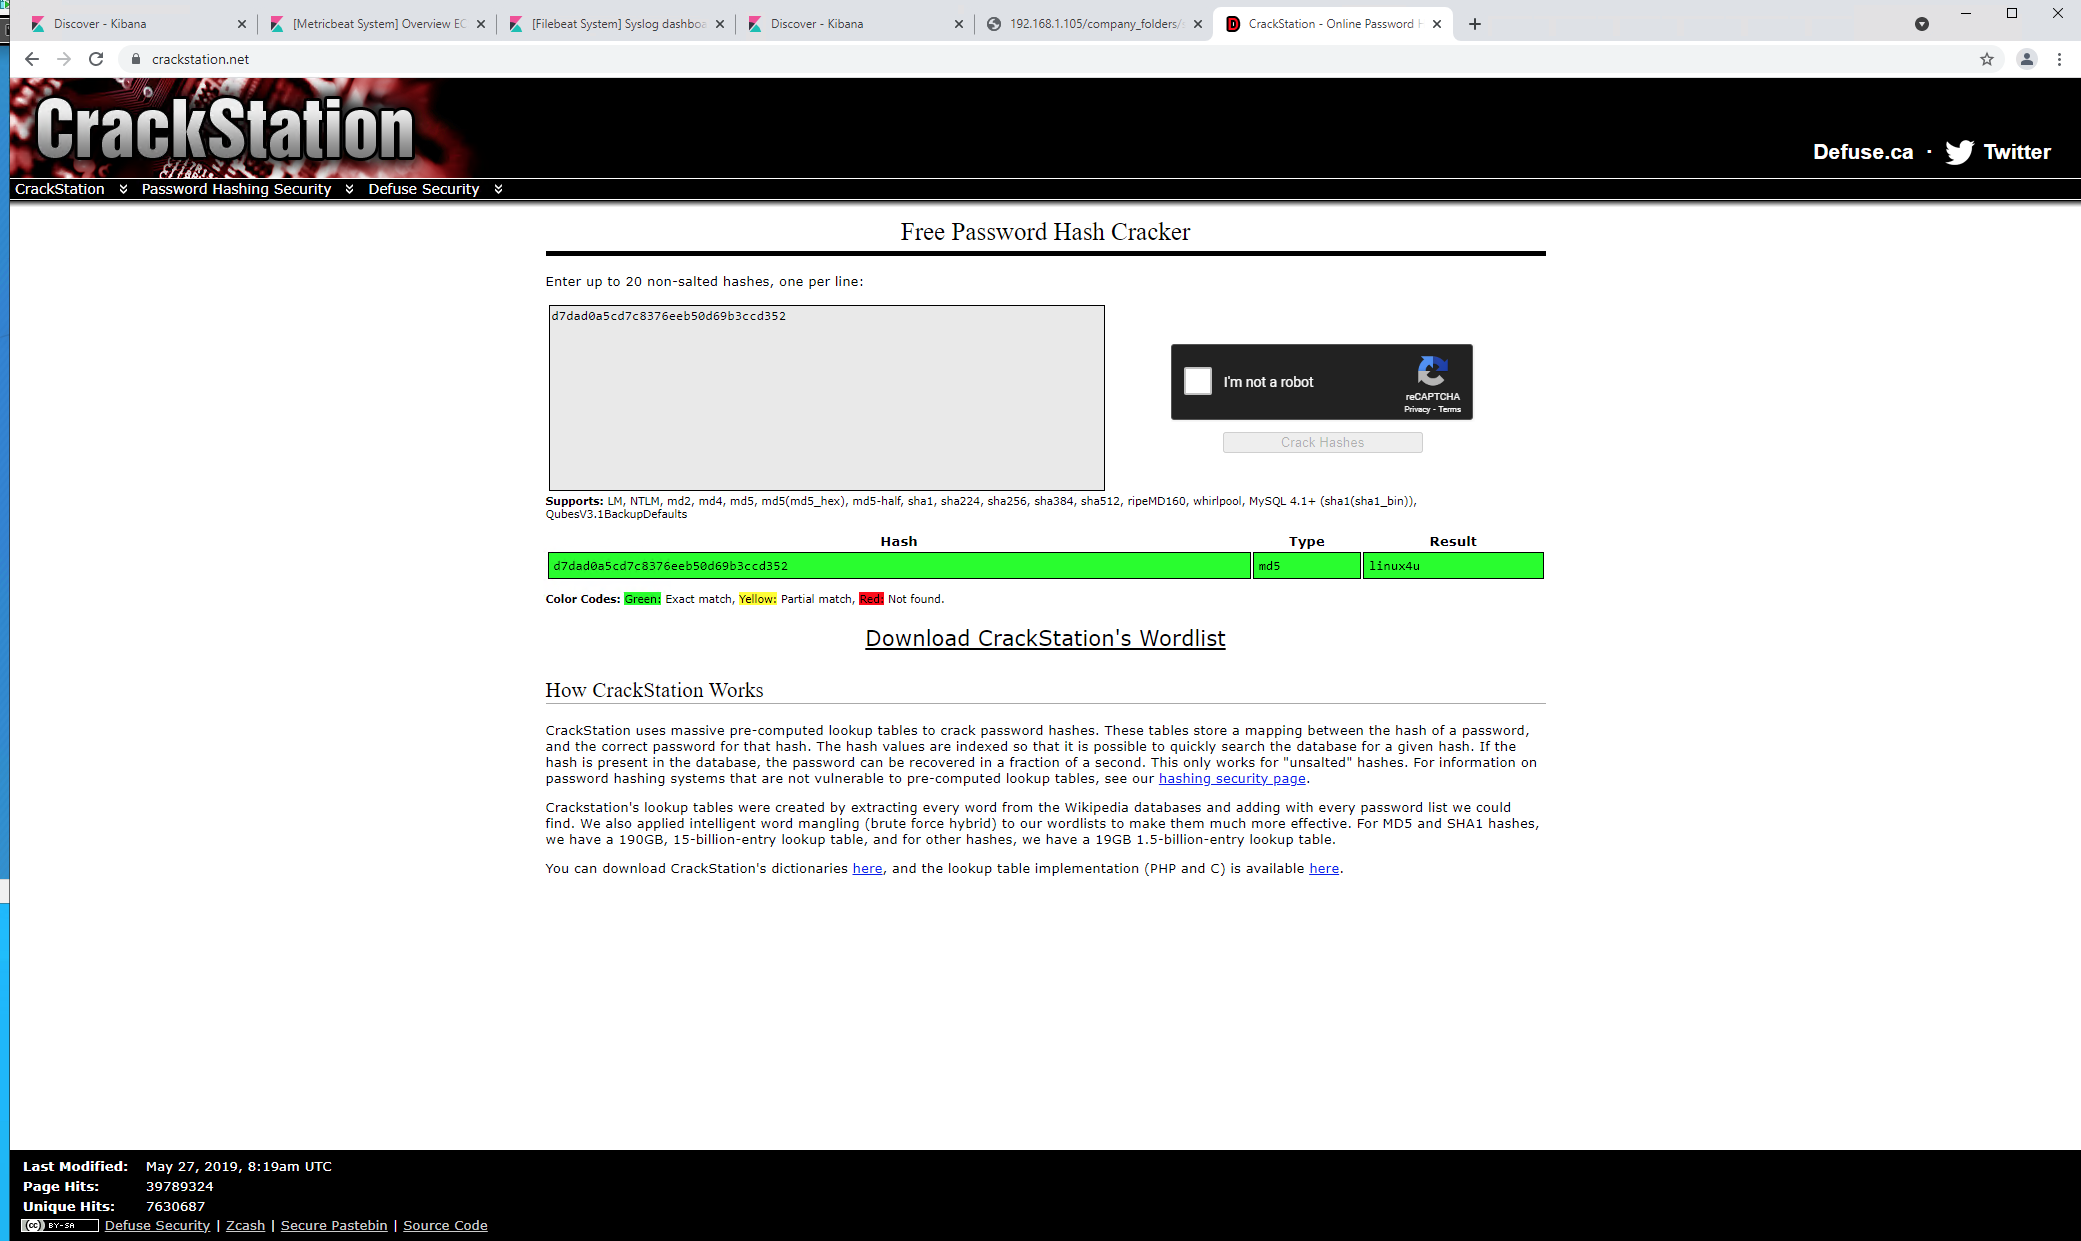 Discover - Kibana
[Metricbeat System] Overview EC
[Filebeat System] Syslog dashboa
Discover - Kibana
192.168.1.105/company_folders/
CrackStation - Online Password H
crackstation.net
CrackStation
Defuse.ca · Twitter
CrackStation Password Hashing Security Defuse Security
Free Password Hash Cracker
Enter up to 20 non-salted hashes, one per line:
d7dad0a5cd7c8376eeb50d69b3ccd352
I'm not a robot
reCAPTCHA
Privacy - Terms
Crack Hashes
Supports: LM, NTLM, md2, md4, md5, md5(md5_hex), md5-half, sha1, sha224, sha256, sha384, sha512, ripeMD160, whirlpool, MySQL 4.1+ (sha1(sha1_bin)),
QubesV3.1BackupDefaults
Hash Type Result
d7dad0a5cd7c8376eeb50d69b3ccd352 md5 linux4u
Color Codes: Green: Exact match, Yellow: Partial match, Red: Not found.
Download CrackStation's Wordlist
How CrackStation Works
CrackStation uses massive pre-computed lookup tables to crack password hashes. These tables store a mapping between the hash of a password,
and the correct password for that hash. The hash values are indexed so that it is possible to quickly search the database for a given hash. If the
hash is present in the database, the password can be recovered in a fraction of a second. This only works for "unsalted" hashes. For information on
password hashing systems that are not vulnerable to pre-computed lookup tables, see our hashing security page.
Crackstation's lookup tables were created by extracting every word from the Wikipedia databases and adding with every password list we could
find. We also applied intelligent word mangling (brute force hybrid) to our wordlists to make them much more effective. For MD5 and SHA1 hashes,
we have a 190GB, 15-billion-entry lookup table, and for other hashes, we have a 19GB 1.5-billion-entry lookup table.
You can download CrackStation's dictionaries here, and the lookup table implementation (PHP and C) is available here.
Last Modified: May 27, 2019, 8:19am UTC
Page Hits: 39789324
Unique Hits: 7630687
(cc) BY-SA Defuse Security | Zcash | Secure Pastebin | Source Code